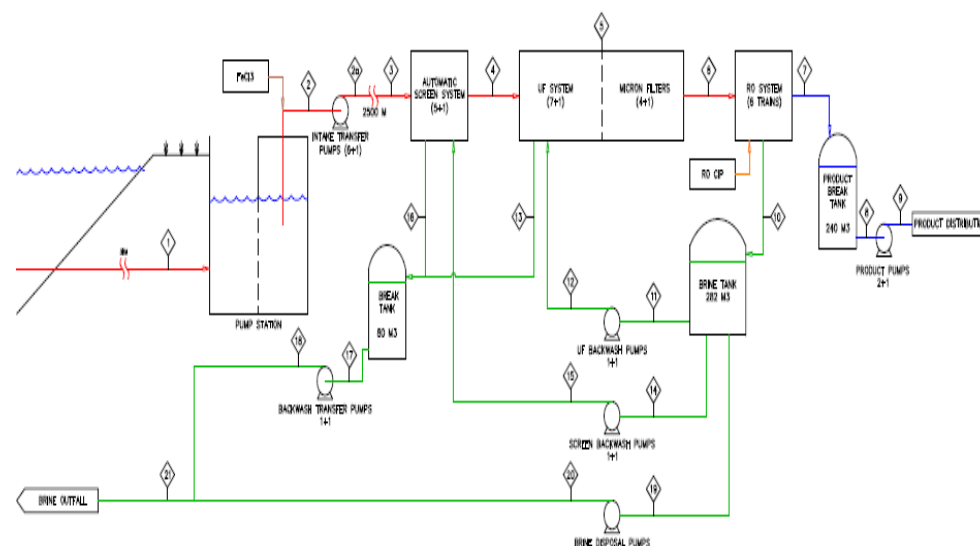 5
2
2a
3
4
6
7
FeCl3
AUTOMATIC
SCREEN SYSTEM
(5+1)
UF SYSTEM
(7+1)
MICRON FILTERS
(4+1)
RO SYSTEM
(6 TRAINS)
2500 M
INTAKE TRANSFER
PUMPS (6+1)
RO CIP
PRODUCT
BREAK
TANK
240 M3
16
13
10
8
9
PRODUCT DISTRIBUTI
PRODUCT PUMPS
2+1
1
PUMP STATION
BREAK
TANK
80 M3
12
11
BRINE TANK
282 M3
UF BACKWASH PUMPS
1+1
18
17
BACKWASH TRANSFER PUMPS
1+1
15
14
SCREEN BACKWASH PUMPS
1+1
21
20
19
BRINE OUTFALL
BRINE DISPOSAL PUMPS